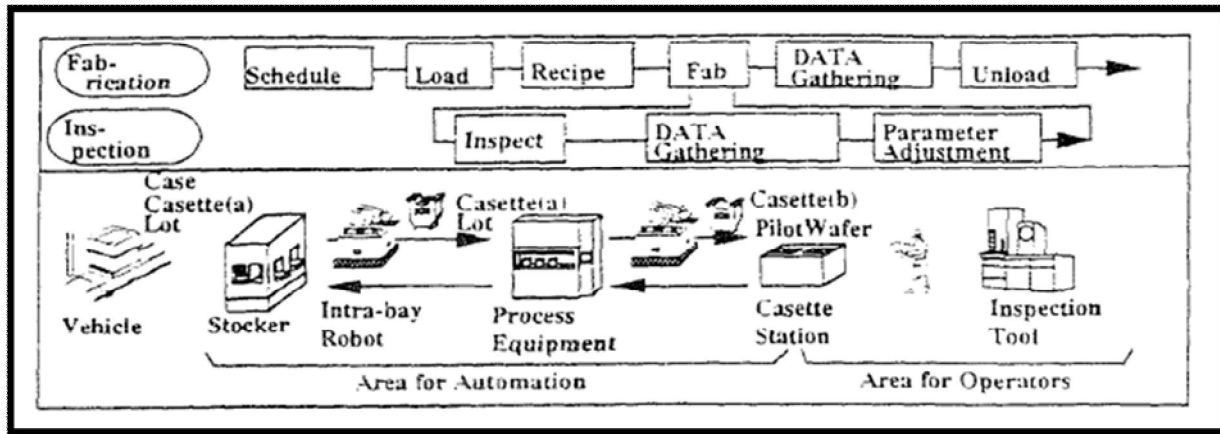 Fab-
rication
Schedule
Load
Recipe
Fab
DATA
Gathering
Unload
Ins-
pection
Inspect
DATA
Gathering
Parameter
Adjustment
Case
Casette(a)
Lot
Casette(a)
Lot
Casette(b)
PilotWafer
Vehicle
Stocker
Intra-bay
Robot
Process
Equipment
Casette
Station
Inspection
Tool
Area for Automation
Area for Operators